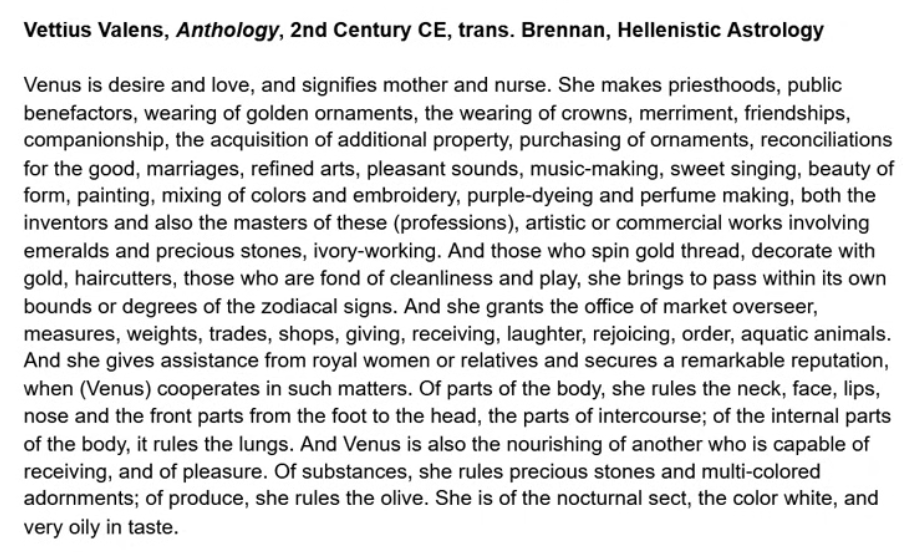 Vettius Valens, Anthology, 2nd Century CE, trans. Brennan, Hellenistic Astrology
Venus is desire and love, and signifies mother and nurse. She makes priesthoods, public
benefactors, wearing of golden ornaments, the wearing of crowns, merriment, friendships,
companionship, the acquisition of additional property, purchasing of ornaments, reconciliations
for the good, marriages, refined arts, pleasant sounds, music-making, sweet singing, beauty of
form, painting, mixing of colors and embroidery, purple-dyeing and perfume making, both the
inventors and also the masters of these (professions), artistic or commercial works involving
emeralds and precious stones, ivory-working. And those who spin gold thread, decorate with
gold, haircutters, those who are fond of cleanliness and play, she brings to pass within its own
bounds or degrees of the zodiacal signs. And she grants the office of market overseer,
measures, weights, trades, shops, giving, receiving, laughter, rejoicing, order, aquatic animals.
And she gives assistance from royal women or relatives and secures a remarkable reputation,
when (Venus) cooperates in such matters. Of parts of the body, she rules the neck, face, lips,
nose and the front parts from the foot to the head, the parts of intercourse; of the internal parts
of the body, it rules the lungs. And Venus is also the nourishing of another who is capable of
receiving, and of pleasure. Of substances, she rules precious stones and multi-colored
adornments; of produce, she rules the olive. She is of the nocturnal sect, the color white, and
very oily in taste.